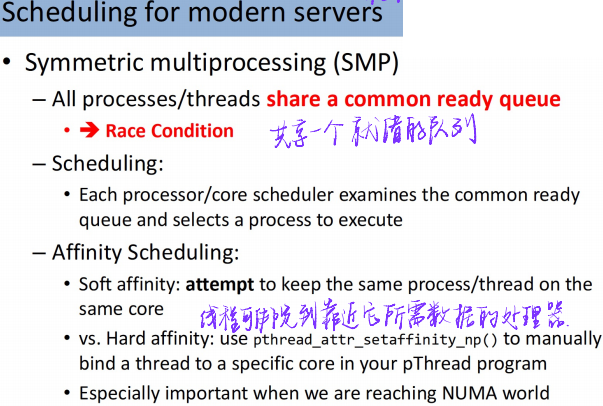 Scheduling for modern servers
• Symmetric multiprocessing (SMP)
– All processes/threads share a common ready queue
• ➔ Race Condition 共享一个就绪的队列
– Scheduling:
• Each processor/core scheduler examines the common ready
queue and selects a process to execute
– Affinity Scheduling:
• Soft affinity: attempt to keep the same process/thread on the
same core 线程可能到靠近它所需数据的处理器
• vs. Hard affinity: use pthread_attr_setaffinity_np() to manually
bind a thread to a specific core in your pThread program
• Especially important when we are reaching NUMA world